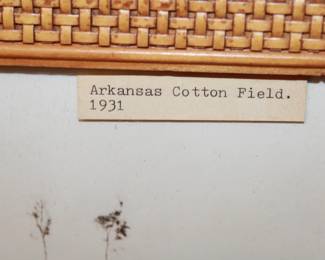 Arkansas Cotton Field.
1931